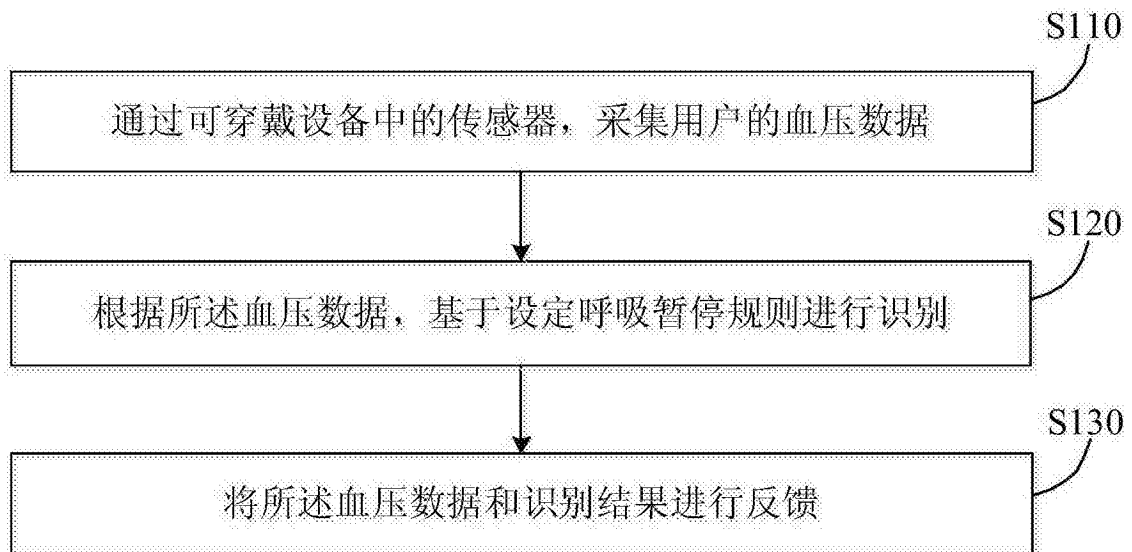 S110
通过可穿戴设备中的传感器，采集用户的血压数据
S120
根据所述血压数据，基于设定呼吸暂停规则进行识别
S130
将所述血压数据和识别结果进行反馈